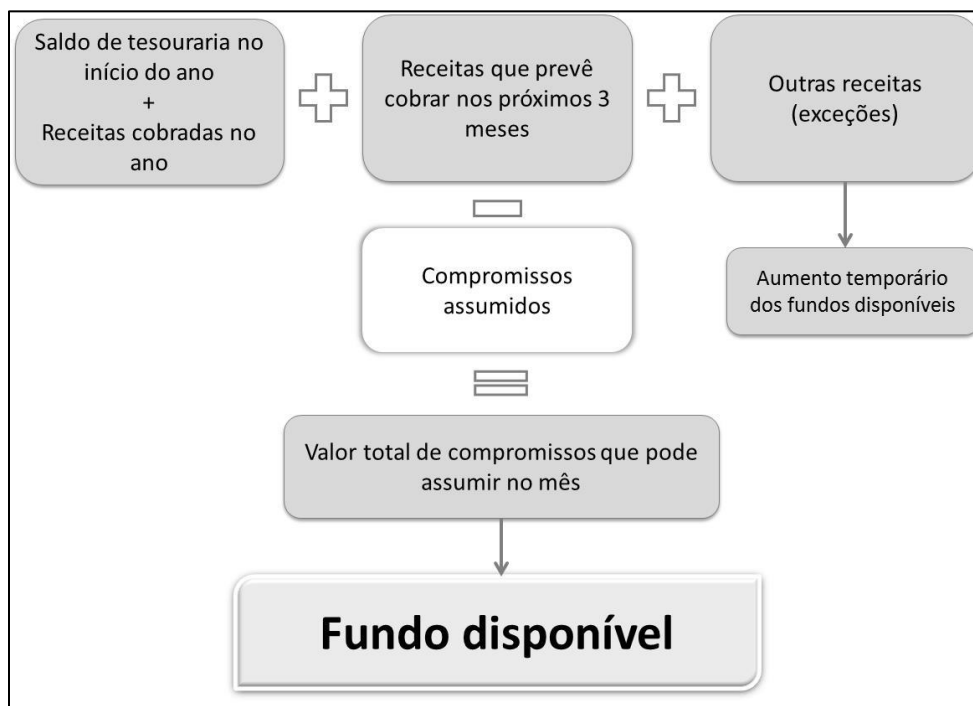 Saldo de tesouraria no
início do ano
+
Receitas cobradas no
ano
Receitas que prevê
cobrar nos próximos 3
meses
Outras receitas
(exceções)
Compromissos
assumidos
Aumento temporário
dos fundos disponíveis
Valor total de compromissos que pode
assumir no mês
Fundo disponível